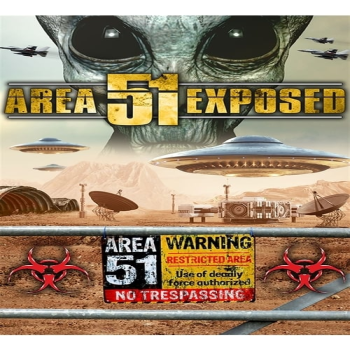 AREA 51 EXPOSED
AREA
51
WARNING
RESTRICTED AREA
Use of deadly
force authorized
NO TRESPASSING